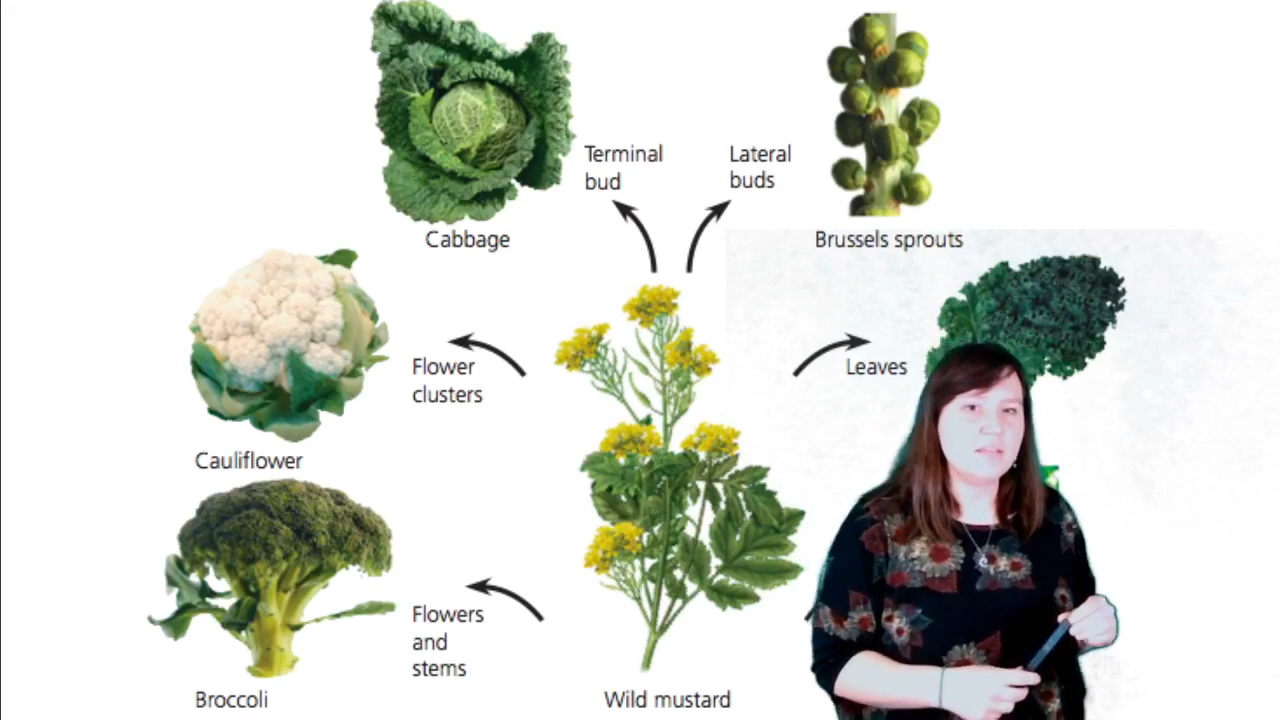 Terminal
bud
Lateral
buds
Cabbage
Brussels sprouts
Flower
clusters
Leaves
Cauliflower
Flowers
and
stems
Broccoli
Wild mustard